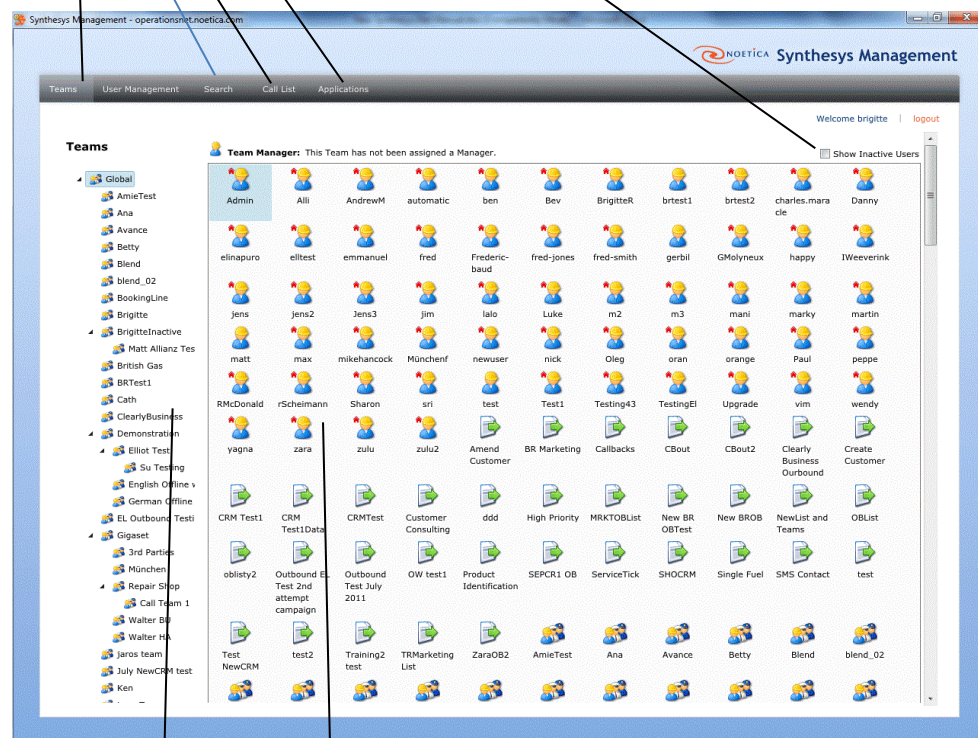 Synthesys Management - operationsnet.noetica.com
NOETICA Synthesys Management
Teams User Management Search Call List Applications
Welcome brigitte | logout
Teams
Team Manager: This Team has not been assigned a Manager.
Show Inactive Users
Global
AmieTest
Ana
Avance
Betty
Blend
blend_02
BookingLine
Brigitte
BrigitteInactive
Matt Allianz Tes
British Gas
BRTest1
Cath
ClearlyBusiness
Demonstration
Elliot Test
Su Testing
English Offline
German Offline
EL Outbound Testi
Gigaset
3rd Parties
München
Repair Shop
Call Team 1
Walter BU
Walter HA
jaros team
July NewCRM test
Ken
Admin Alli AndrewM automatic ben Bev BrigitteR brtest1 brtest2 charles.mara Danny
cle
elinapuro elltest emmanuel fred Frederic- fred-jones fred-smith gerbil GMolyneux happy IWeeverink
baud
jens jens2 Jens3 jim lalo Luke m2 m3 mani marky martin
matt max mikehancock Münchenf newuser nick Oleg oran orange Paul peppe
RMcDonald rScheimann Sharon sri test Test1 Testing43 TestingEl Upgrade vim wendy
yagna zara zulu zulu2 Amend BR Marketing Callbacks CBout CBout2 Clearly Create
Customer Business Customer
Ourbound
CRM Test1 CRM CRMTest Customer ddd High Priority MRKTOBList New BR New BROB NewList and OBList
Test1Data Consulting OBTest Teams
oblisty2 Outbound EL Outbound OW test1 Product SEPCR1 OB ServiceTick SHOCRM Single Fuel SMS Contact test
Test 2nd Test July Identification
attempt 2011
campaign
Test test2 Training2 TRMarketing ZaraOB2 AmieTest Ana Avance Betty Blend blend_02
NewCRM test List